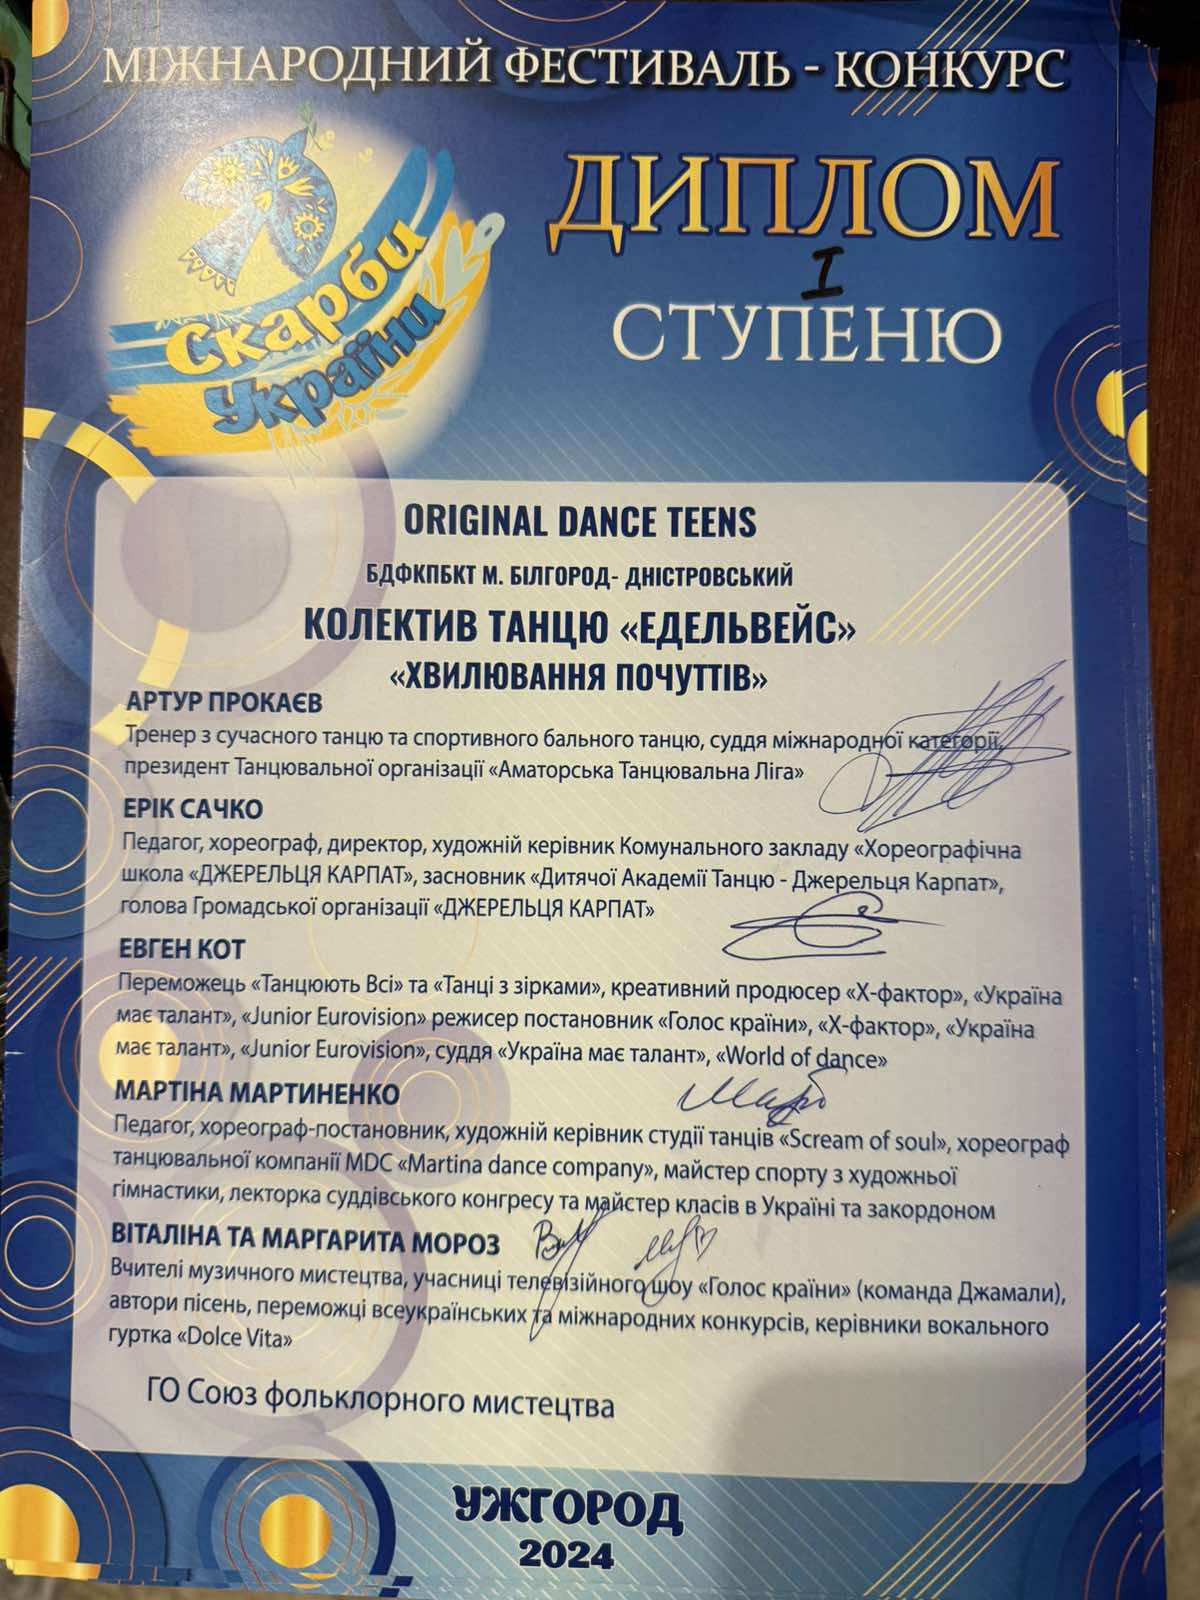 МІЖНАРОДНИЙ ФЕСТИВАЛЬ - КОНКУРС
Скарби
України
ДИПЛОМ
I
СТУПЕНЮ
ORIGINAL DANCE TEENS
БДФКПБКТ М. БІЛГОРОД- ДНІСТРОВСЬКИЙ
КОЛЕКТИВ ТАНЦЮ «ЕДЕЛЬВЕЙС»
«ХВИЛЮВАННЯ ПОЧУТТІВ»
АРТУР ПРОКАЄВ
Тренер з сучасного танцю та спортивного бального танцю, суддя міжнародної категорії,
президент Танцювальної організації «Аматорська Танцювальна Ліга»
ЕРІК САЧКО
Педагог, хореограф, директор, художній керівник Комунального закладу «Хореографічна
школа «ДЖЕРЕЛЬЦЯ КАРПАТ», засновник «Дитячої Академії Танцю - Джерельця Карпат»,
голова Громадської організації «ДЖЕРЕЛЬЦЯ КАРПАТ»
ЕВГЕН КОТ
Переможець «Танцюють Всі» та «Танці з зірками», креативний продюсер «Х-фактор», «Україна
має талант», «Junior Eurovision» режисер постановник «Голос країни», «Х-фактор», «Україна
має талант», «Junior Eurovision», суддя «Україна має талант», «World of dance»
МАРТІНА МАРТИНЕНКО
Педагог, хореограф-постановник, художній керівник студії танців «Scream of soul», хореограф
танцювальної компанії MDC «Martina dance company», майстер спорту з художньої
гімнастики, лекторка суддівського конгресу та майстер класів в Україні та закордоном
ВІТАЛІНА ТА МАРГАРИТА МОРОЗ
Вчителі музичного мистецтва, учасниці телевізійного шоу «Голос країни» (команда Джамали),
автори пісень, переможці всеукраїнських та міжнародних конкурсів, керівники вокального
гуртка «Dolce Vita»
ГО Союз фольклорного мистецтва
УЖГОРОД
2024